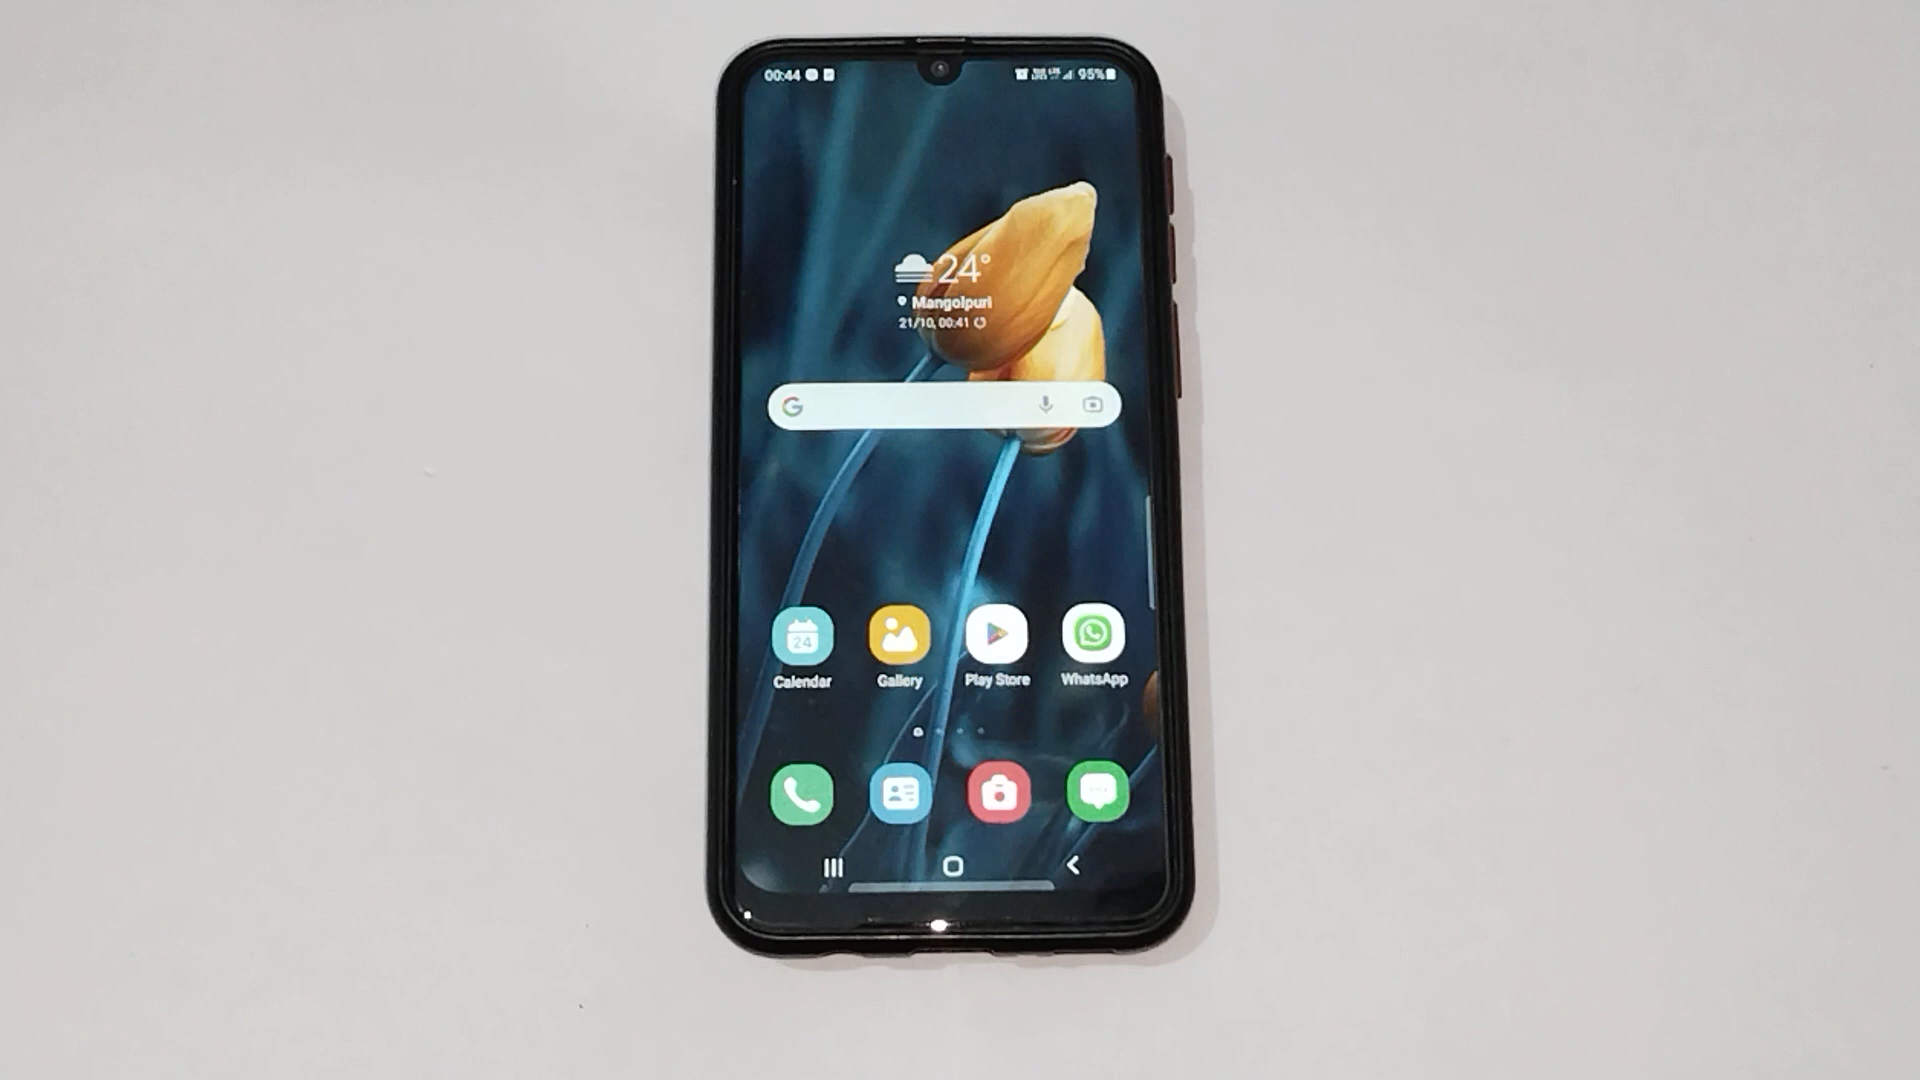 00:44
95%
24°
Mangolpuri
21/10, 00:41
G
24
Calendar
Gallery
Play Store
WhatsApp